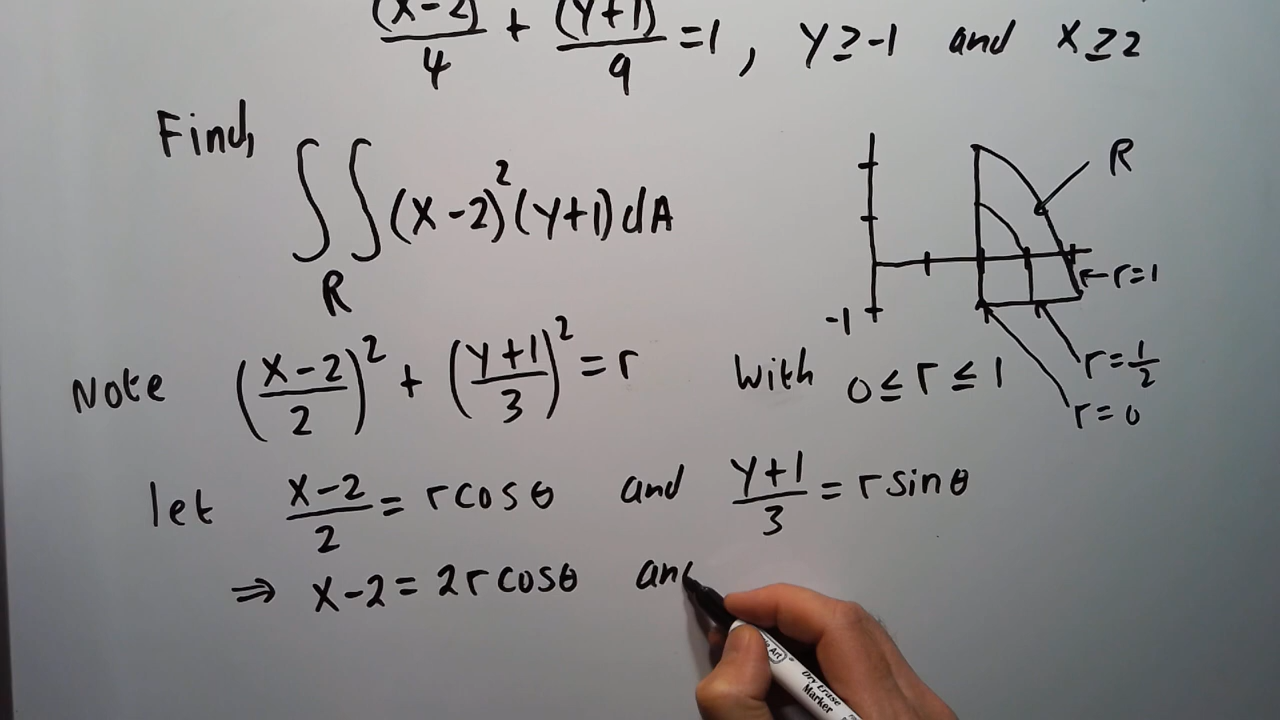 (x-2)/4 + (y+1)/9 = 1, y ≥ -1 and x ≥ 2
Find,
∫∫ (x-2)² (y+1) dA
R
R
-1
r=1
r=1/2
r=0
Note ((x-2)/2)² + ((y+1)/3)² = r with 0 ≤ r ≤ 1
let (x-2)/2 = r cos θ and (y+1)/3 = r sin θ
⇒ x-2 = 2r cos θ an
Dry Erase
Marker